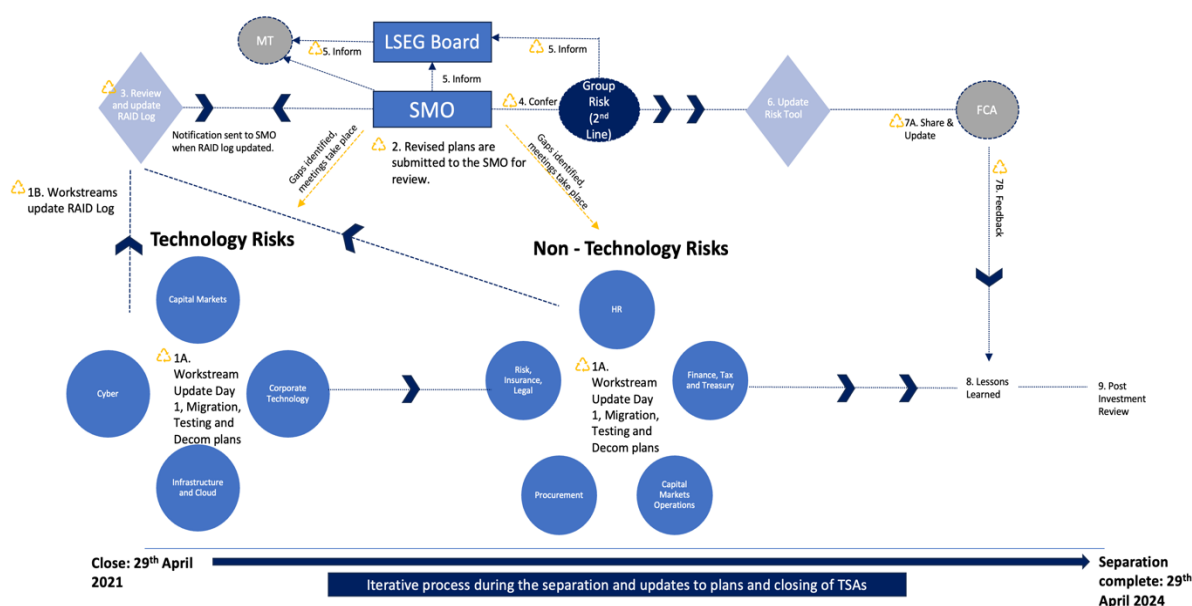 MT
LSEG Board
5. Inform
5. Inform
5. Inform
3. Review
and update
RAID Log
SMO
4. Confer
Group
Risk
(2nd
Line)
6. Update
Risk Tool
FCA
7A. Share &
Update
Notification sent to SMO
when RAID log updated.
Gaps identified,
meetings take place
2. Revised plans are
submitted to the SMO for
review.
Gaps identified,
meetings take place
7B. Feedback
1B. Workstreams
update RAID Log
Technology Risks
Non - Technology Risks
Capital Markets
HR
Cyber
1A.
Workstream
Update Day
1, Migration,
Testing and
Decom plans
Corporate
Technology
Risk,
Insurance,
Legal
1A.
Workstream
Update Day
1, Migration,
Testing and
Decom plans
Finance, Tax
and Treasury
8. Lessons
Learned
9. Post
Investment
Review
Infrastructure
and Cloud
Procurement
Capital
Markets
Operations
Close: 29th April
2021
Iterative process during the separation and updates to plans and closing of TSAs
Separation
complete: 29th
April 2024